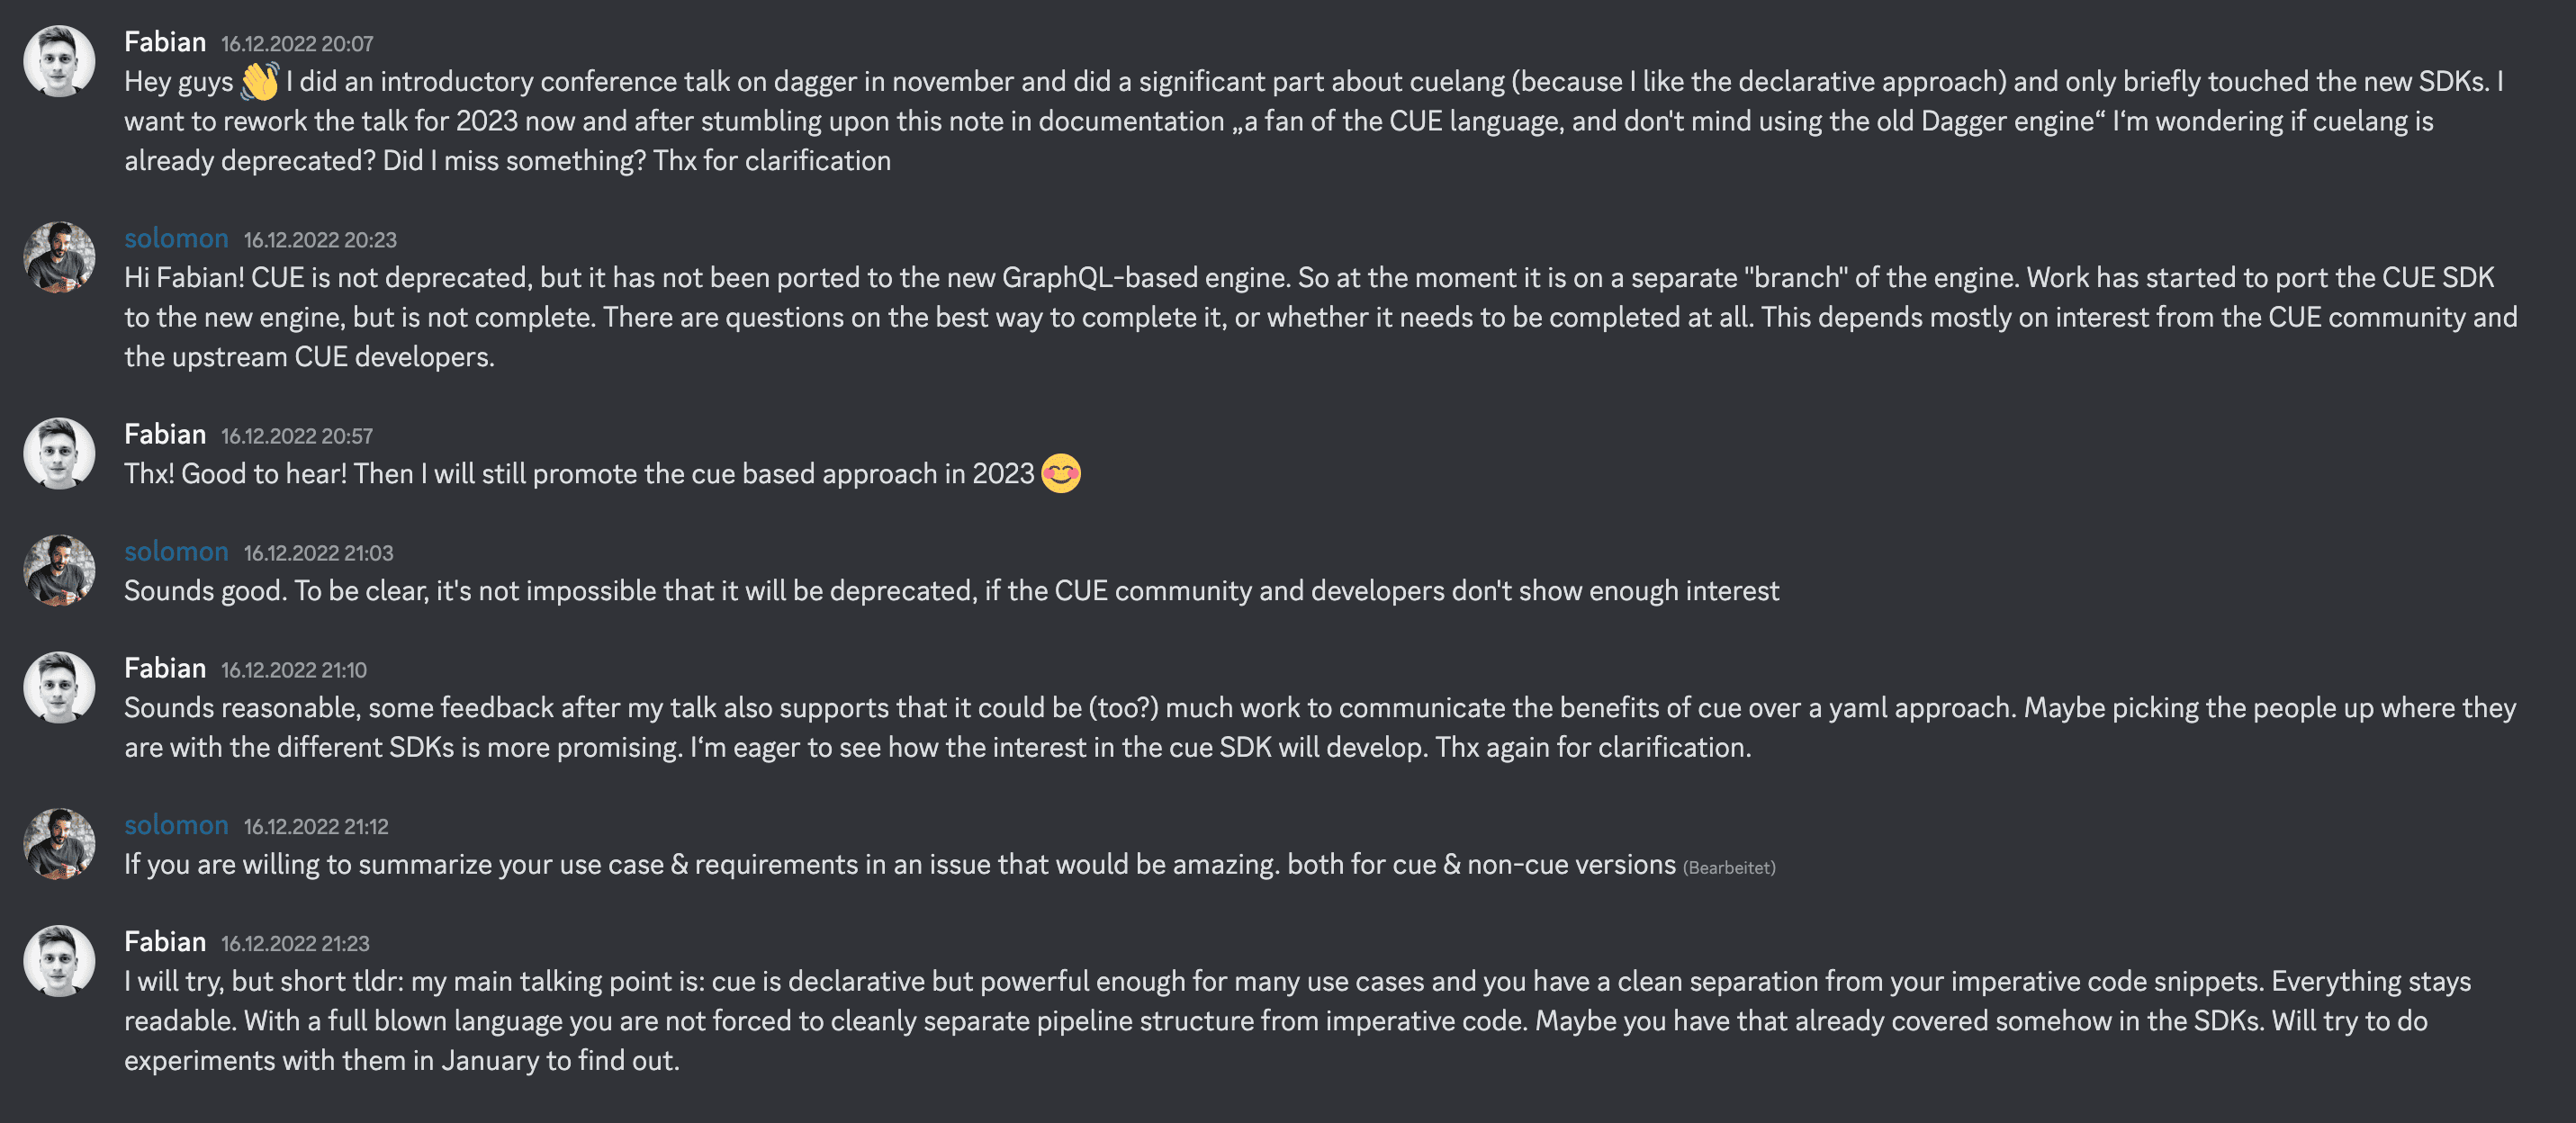 Fabian 16.12.2022 20:07
Hey guys 👋 I did an introductory conference talk on dagger in november and did a significant part about cuelang (because I like the declarative approach) and only briefly touched the new SDKs. I
want to rework the talk for 2023 now and after stumbling upon this note in documentation „a fan of the CUE language, and don't mind using the old Dagger engine“ I‘m wondering if cuelang is
already deprecated? Did I miss something? Thx for clarification
solomon 16.12.2022 20:23
Hi Fabian! CUE is not deprecated, but it has not been ported to the new GraphQL-based engine. So at the moment it is on a separate "branch" of the engine. Work has started to port the CUE SDK
to the new engine, but is not complete. There are questions on the best way to complete it, or whether it needs to be completed at all. This depends mostly on interest from the CUE community and
the upstream CUE developers.
Fabian 16.12.2022 20:57
Thx! Good to hear! Then I will still promote the cue based approach in 2023 😊
solomon 16.12.2022 21:03
Sounds good. To be clear, it's not impossible that it will be deprecated, if the CUE community and developers don't show enough interest
Fabian 16.12.2022 21:10
Sounds reasonable, some feedback after my talk also supports that it could be (too?) much work to communicate the benefits of cue over a yaml approach. Maybe picking the people up where they
are with the different SDKs is more promising. I‘m eager to see how the interest in the cue SDK will develop. Thx again for clarification.
solomon 16.12.2022 21:12
If you are willing to summarize your use case & requirements in an issue that would be amazing. both for cue & non-cue versions (Bearbeitet)
Fabian 16.12.2022 21:23
I will try, but short tldr: my main talking point is: cue is declarative but powerful enough for many use cases and you have a clean separation from your imperative code snippets. Everything stays
readable. With a full blown language you are not forced to cleanly separate pipeline structure from imperative code. Maybe you have that already covered somehow in the SDKs. Will try to do
experiments with them in January to find out.